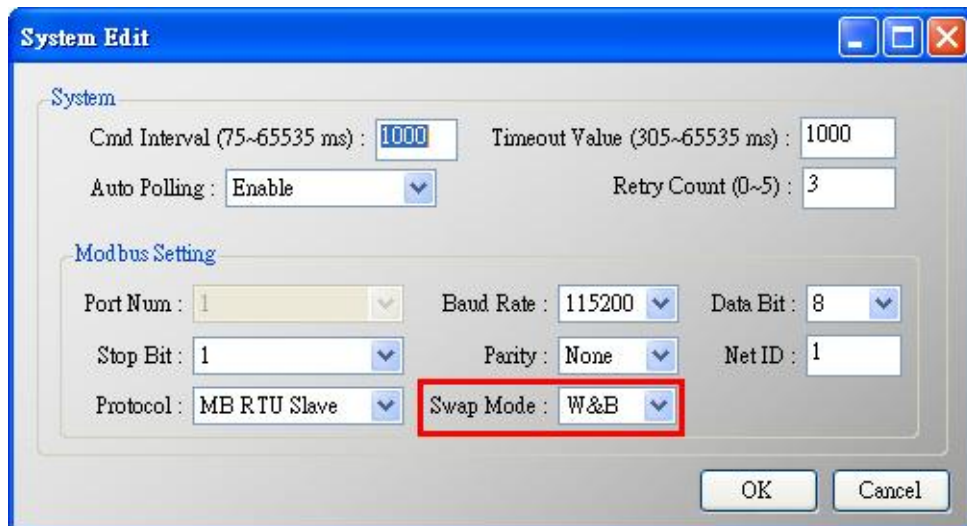 System Edit
System
Cmd Interval (75~65535 ms) : 1000 Timeout Value (305~65535 ms) : 1000
Auto Polling : Enable Retry Count (0~5) : 3
Modbus Setting
Port Num : 1 Baud Rate : 115200 Data Bit : 8
Stop Bit : 1 Parity : None Net ID : 1
Protocol : MB RTU Slave Swap Mode : W&B
OK Cancel